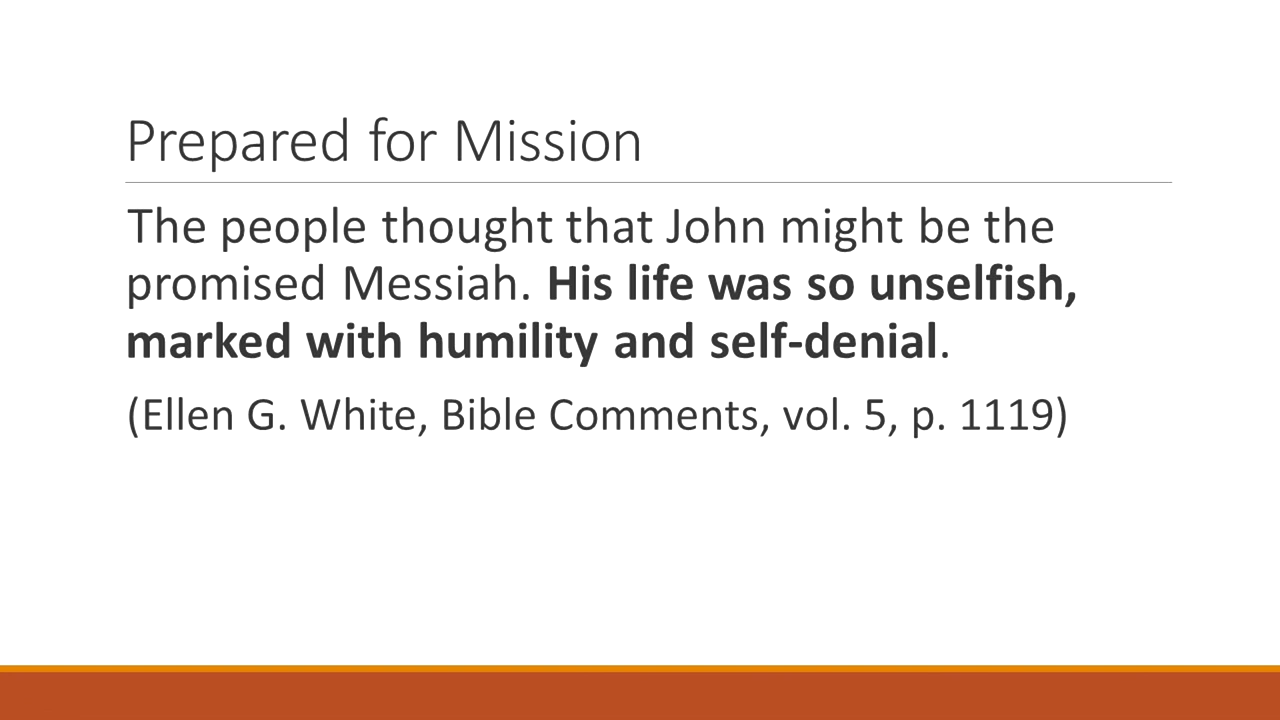 Prepared for Mission
The people thought that John might be the
promised Messiah. His life was so unselfish,
marked with humility and self-denial.
(Ellen G. White, Bible Comments, vol. 5, p. 1119)